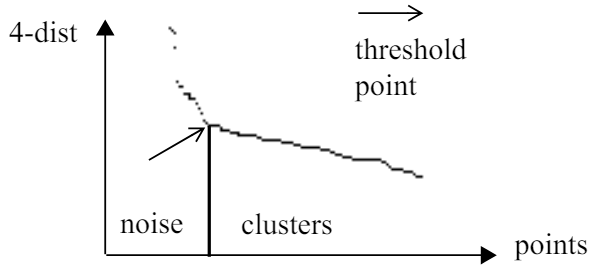 4-dist
threshold
point
noise
clusters
points